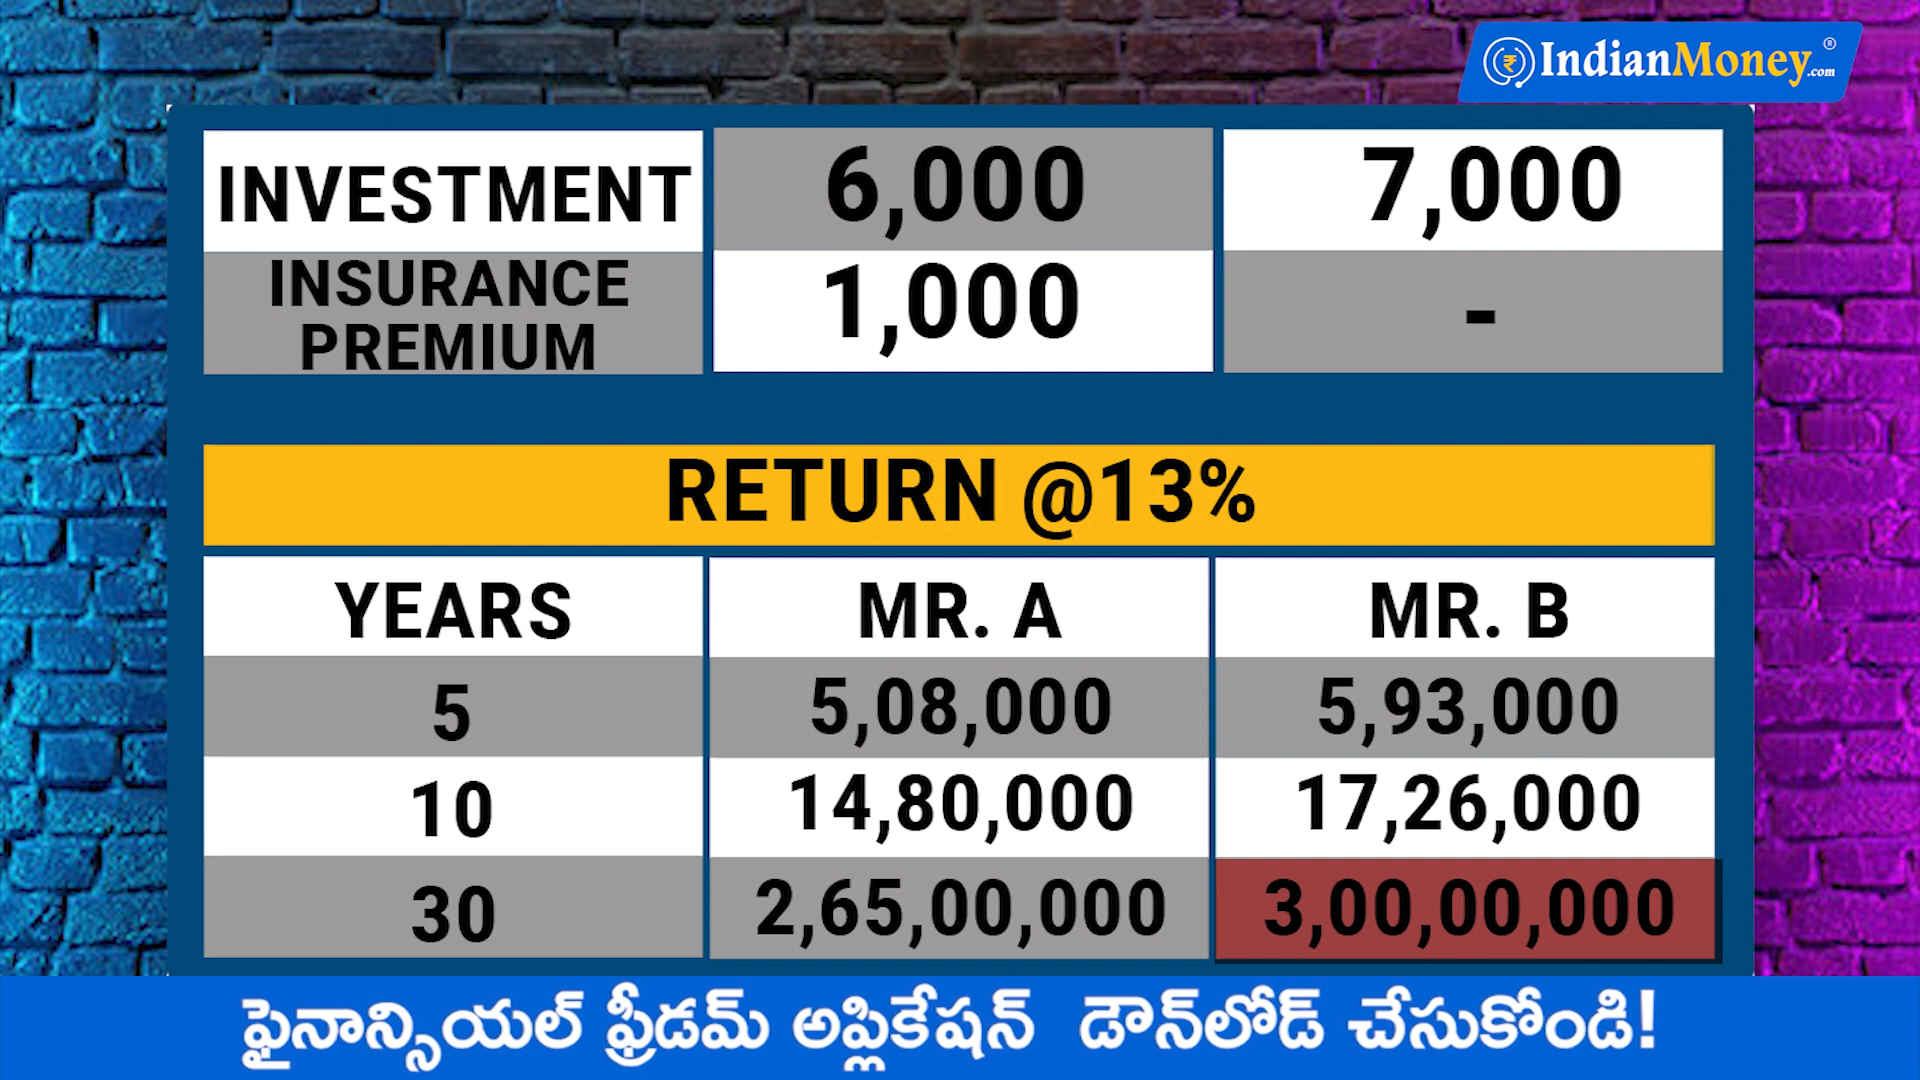 IndianMoney.com ®
INVESTMENT 6,000 7,000
INSURANCE PREMIUM 1,000 -
RETURN @13%
YEARS MR. A MR. B
5 5,08,000 5,93,000
10 14,80,000 17,26,000
30 2,65,00,000 3,00,00,000
ఫైనాన్సియల్ ఫ్రీడమ్ అప్లికేషన్ డౌన్‌లోడ్ చేసుకోండి!